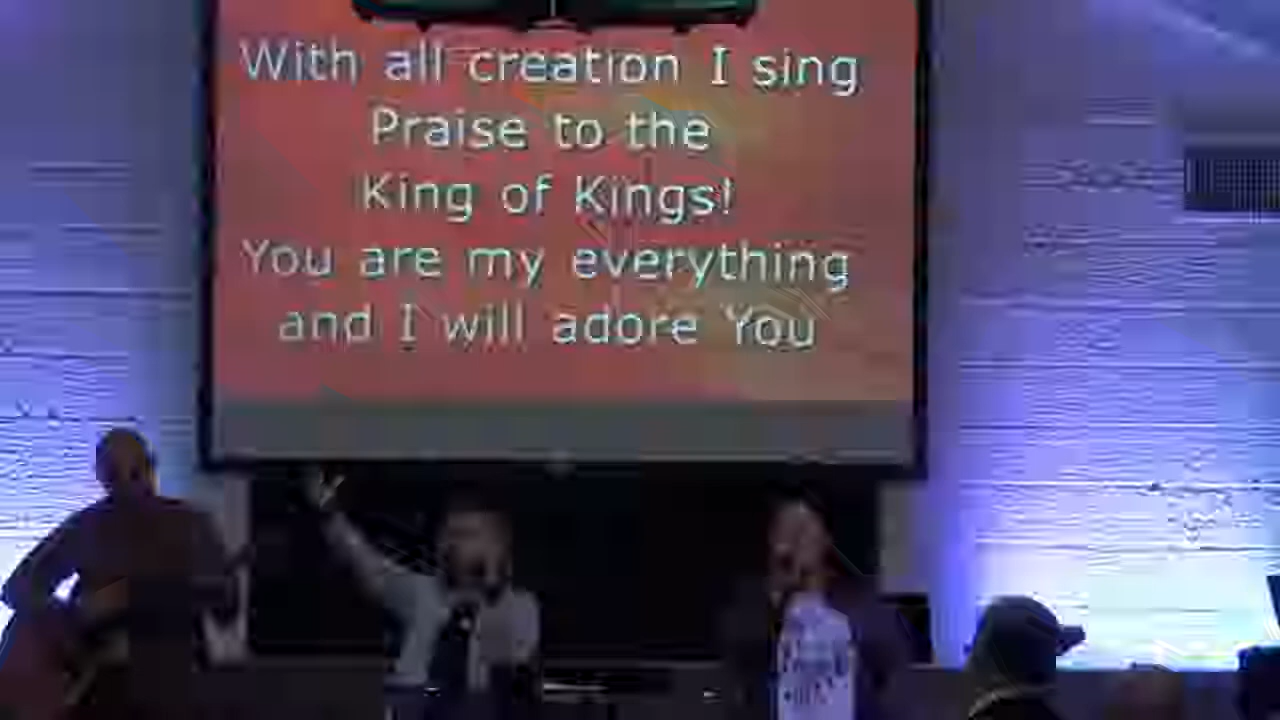 With all creation I sing
Praise to the
King of Kings!
You are my everything
and I will adore You